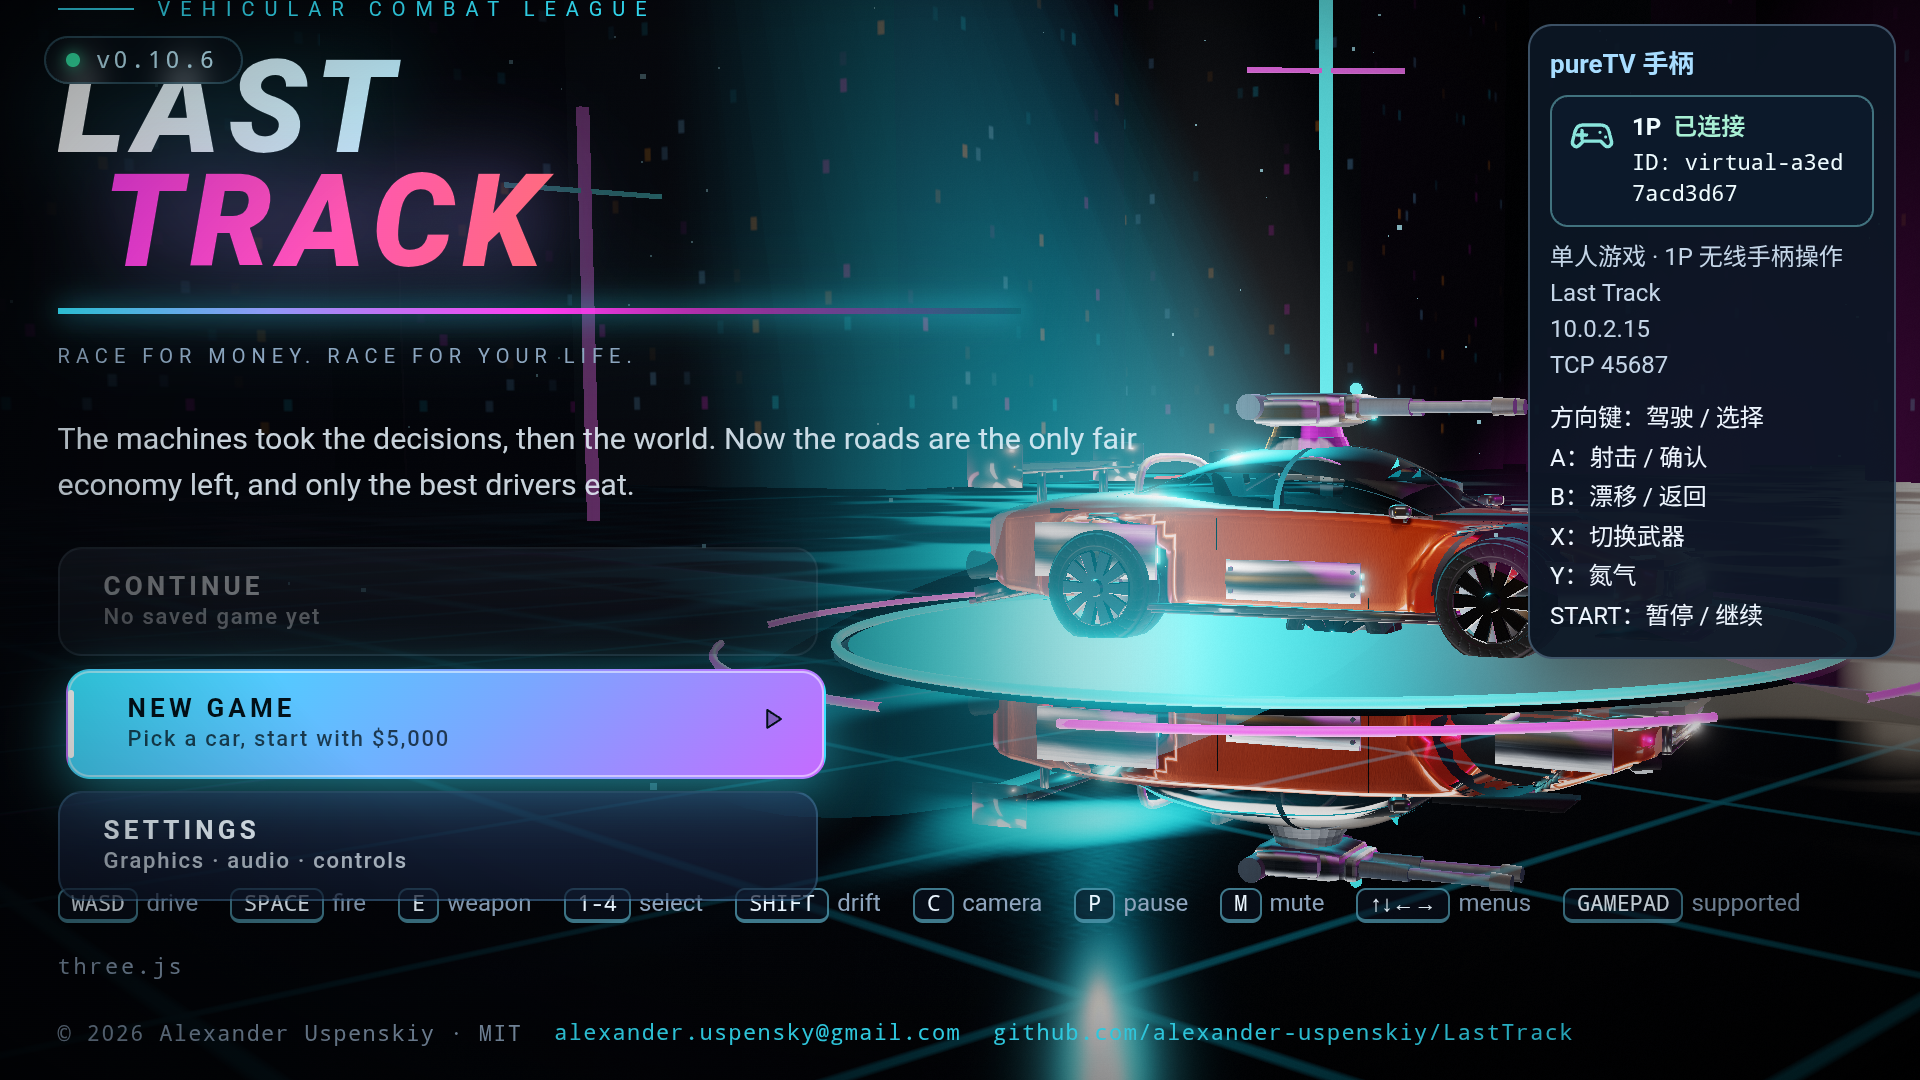 VEHICULAR COMBAT LEAGUE
v0.10.6
LAST
TRACK
RACE FOR MONEY. RACE FOR YOUR LIFE.
The machines took the decisions, then the world. Now the roads are the only fair
economy left, and only the best drivers eat.
CONTINUE
No saved game yet
NEW GAME
Pick a car, start with $5,000
SETTINGS
Graphics · audio · controls
WASD drive SPACE fire E weapon 1-4 select SHIFT drift C camera P pause M mute ↑↓←→ menus GAMEPAD supported
three.js
© 2026 Alexander Uspenskiy · MIT alexander.uspensky@gmail.com github.com/alexander-uspenskiy/LastTrack
pureTV 手柄
1P 已连接
ID: virtual-a3ed
7acd3d67
单人游戏 · 1P 无线手柄操作
Last Track
10.0.2.15
TCP 45687
方向键：驾驶 / 选择
A：射击 / 确认
B：漂移 / 返回
X：切换武器
Y：氮气
START：暂停 / 继续